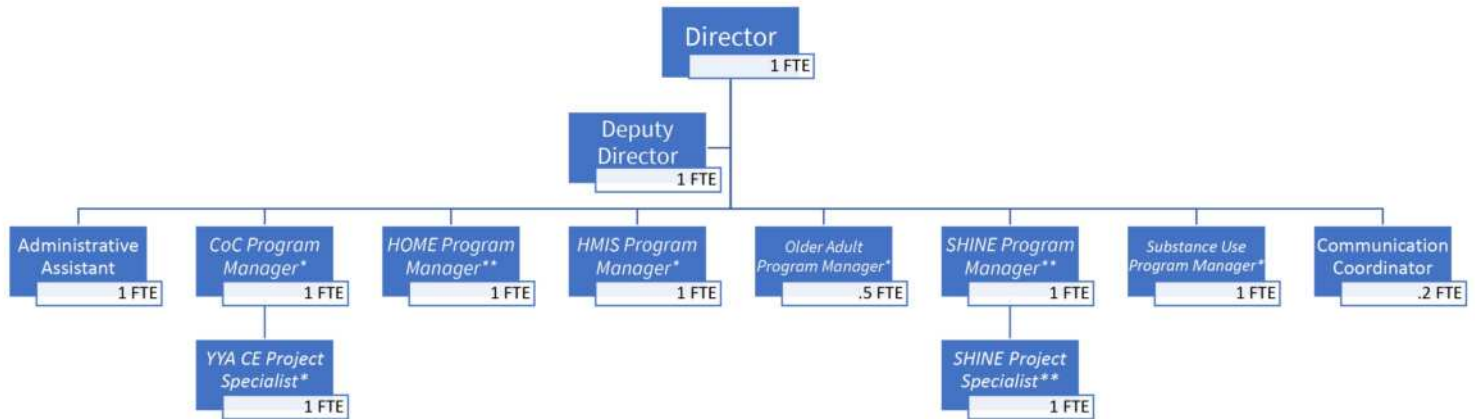 Director
1 FTE
Deputy
Director
1 FTE
Administrative
Assistant
1 FTE
CoC Program
Manager*
1 FTE
HOME Program
Manager**
1 FTE
HMIS Program
Manager*
1 FTE
Older Adult
Program Manager*
.5 FTE
SHINE Program
Manager**
1 FTE
Substance Use
Program Manager*
1 FTE
Communication
Coordinator
.2 FTE
YYA CE Project
Specialist*
1 FTE
SHINE Project
Specialist**
1 FTE